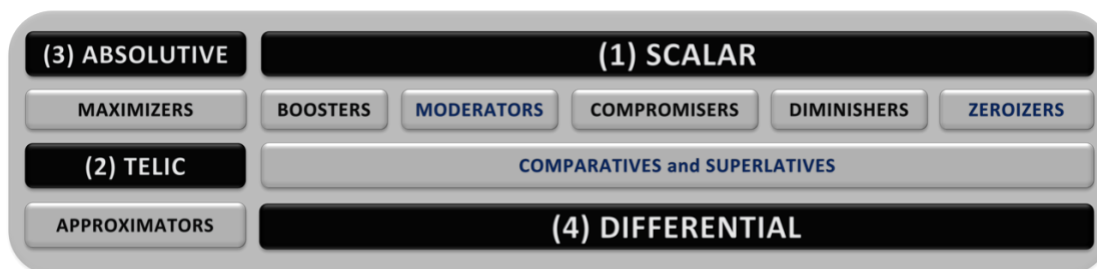 (3) ABSOLUTIVE
(1) SCALAR
MAXIMIZERS
BOOSTERS
MODERATORS
COMPROMISERS
DIMINISHERS
ZEROIZERS
(2) TELIC
COMPARATIVES and SUPERLATIVES
APPROXIMATORS
(4) DIFFERENTIAL